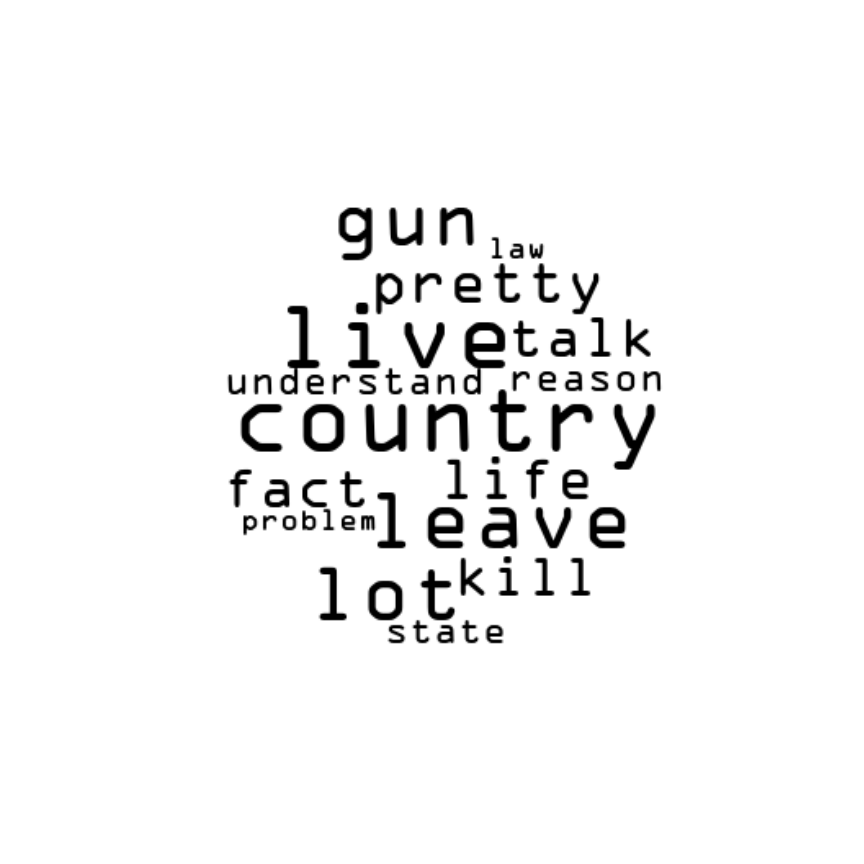 gun
law
pretty
live talk
understand reason
country
fact life
problem leave
lot kill
state